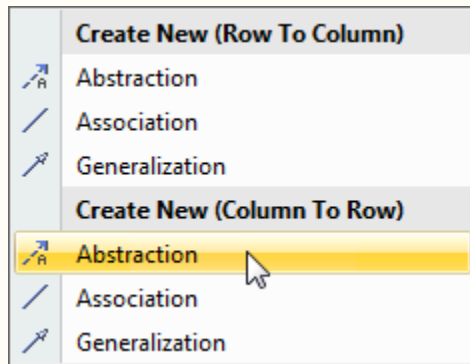 Create New (Row To Column)
Abstraction
Association
Generalization
Create New (Column To Row)
Abstraction
Association
Generalization